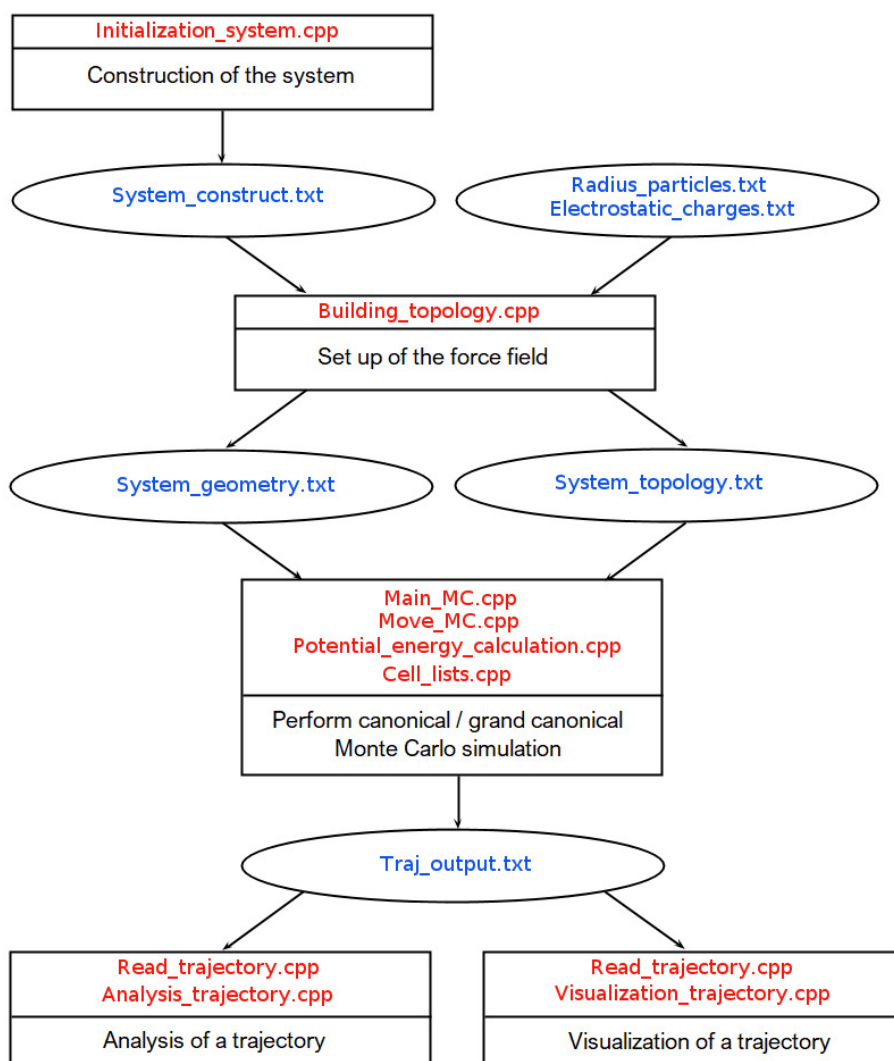 Initialization_system.cpp
Construction of the system
System_construct.txt
Radius_particles.txt
Electrostatic_charges.txt
Building_topology.cpp
Set up of the force field
System_geometry.txt
System_topology.txt
Main_MC.cpp
Move_MC.cpp
Potential_energy_calculation.cpp
Cell_lists.cpp
Perform canonical / grand canonical
Monte Carlo simulation
Traj_output.txt
Read_trajectory.cpp
Analysis_trajectory.cpp
Analysis of a trajectory
Read_trajectory.cpp
Visualization_trajectory.cpp
Visualization of a trajectory